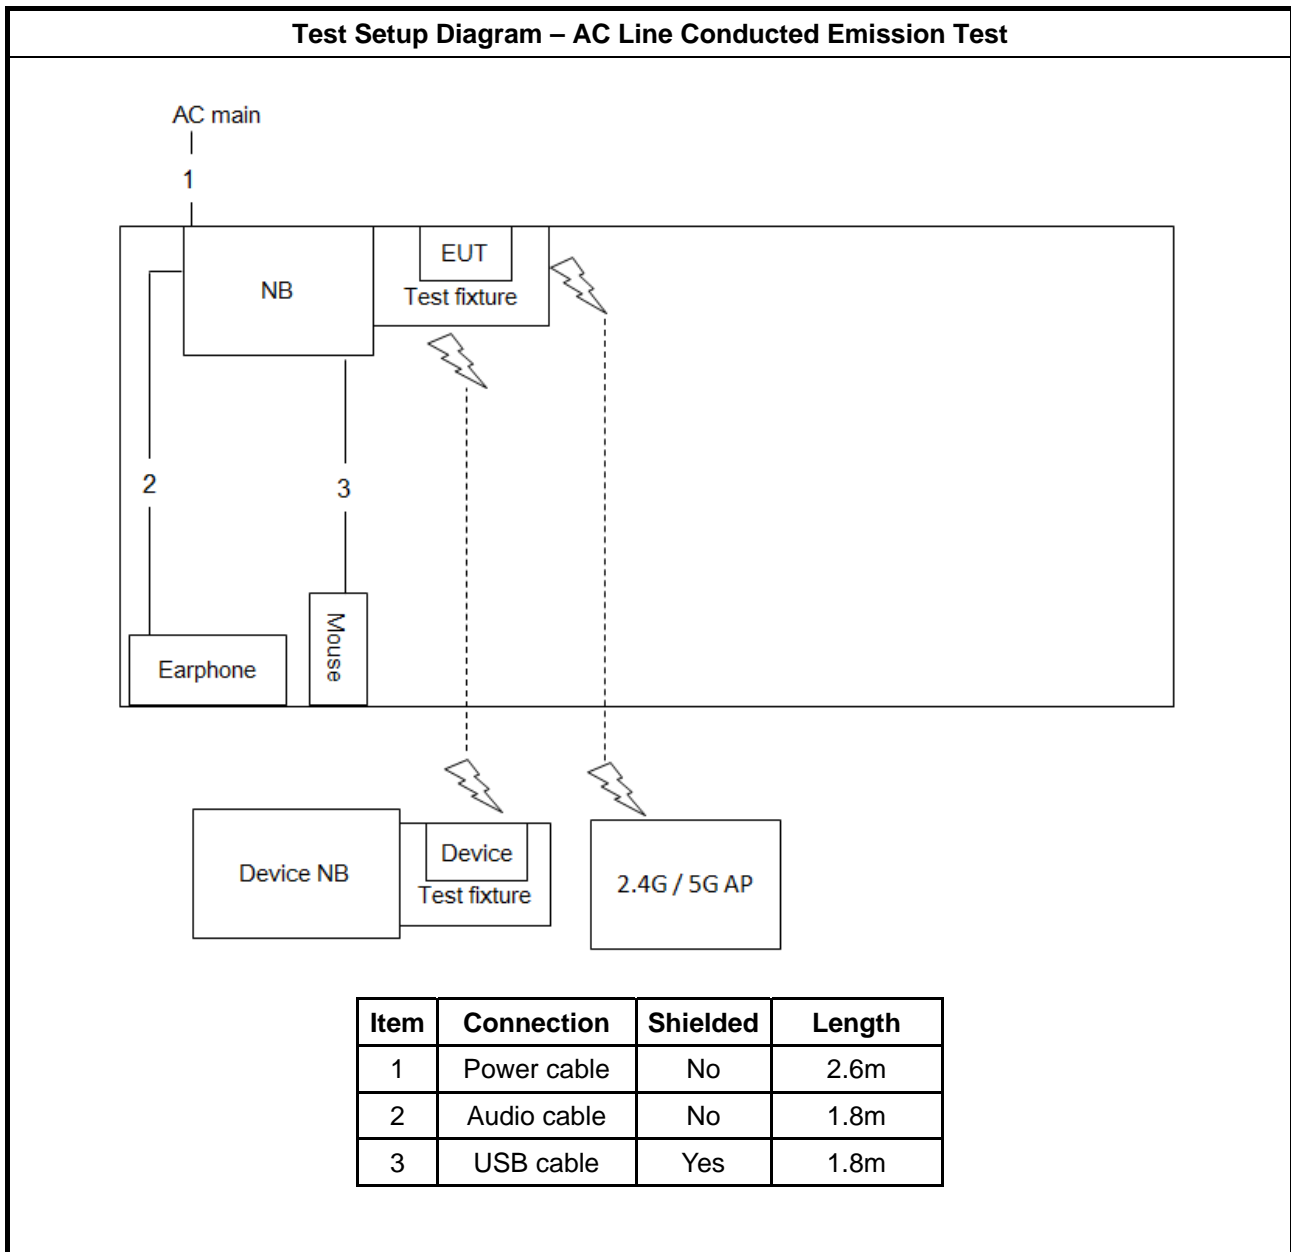 Test Setup Diagram – AC Line Conducted Emission Test
AC main
1
EUT
NB
Test fixture
2
3
Mouse
Earphone
Device
Device NB
Test fixture
2.4G / 5G AP
Item Connection Shielded Length
1 Power cable No 2.6m
2 Audio cable No 1.8m
3 USB cable Yes 1.8m